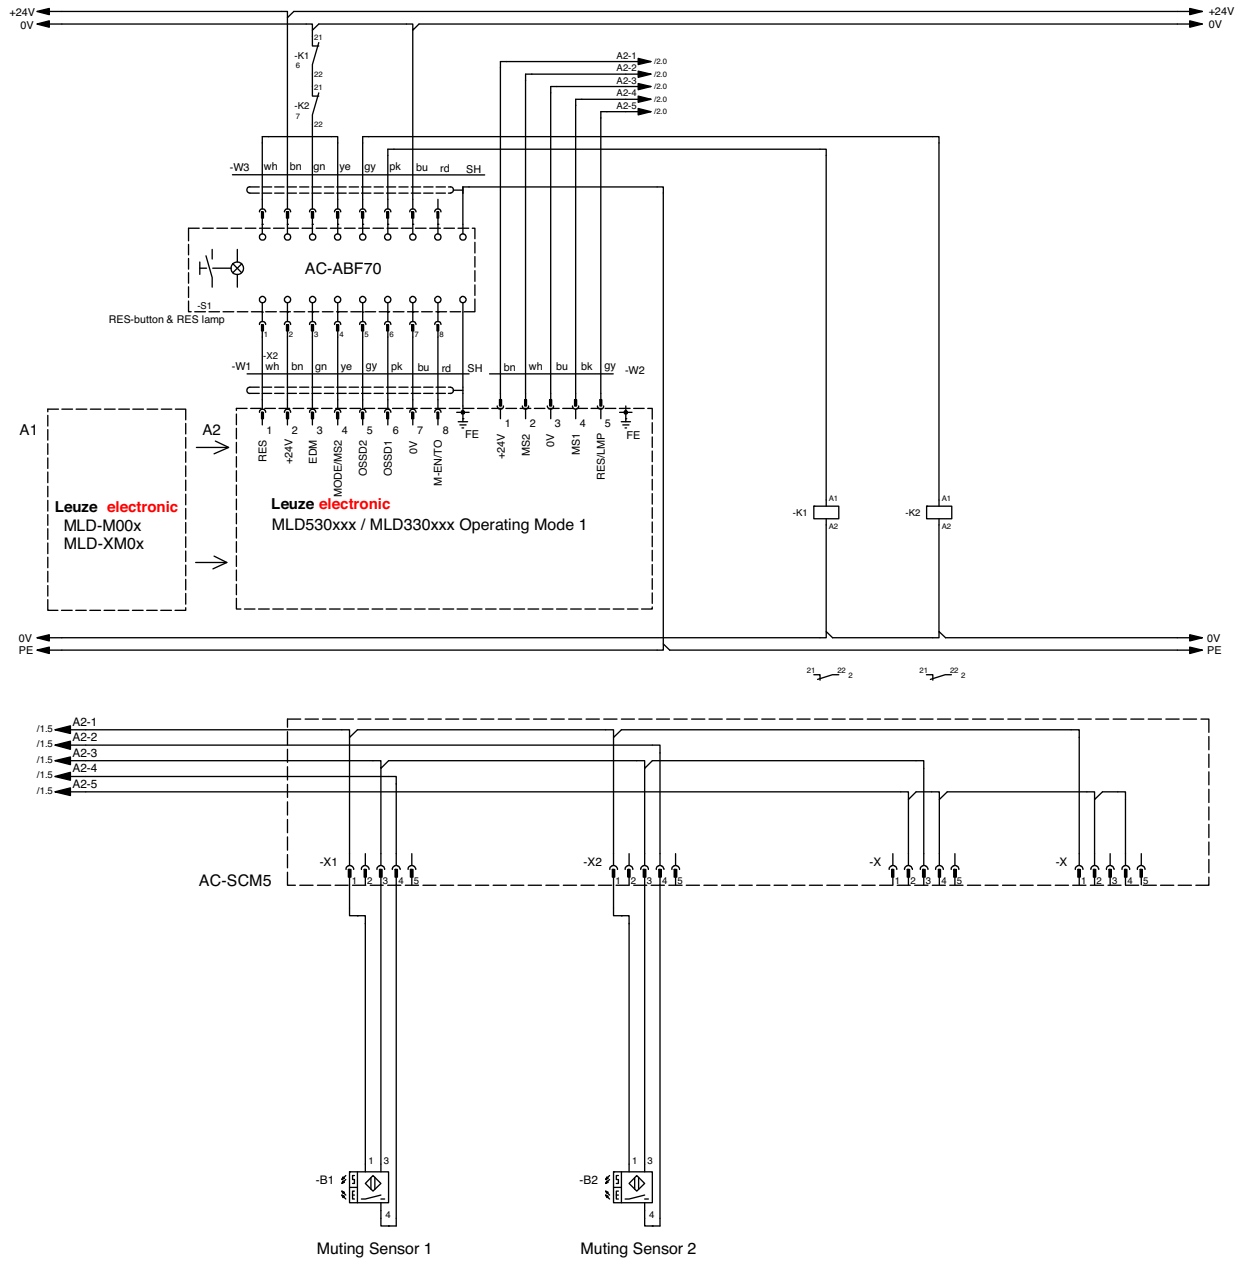 +24V +24V
0V 0V
21
-K1
6
22
21
-K2
7
22
A2-1 /2.0
A2-2 /2.0
A2-3 /2.0
A2-4 /2.0
A2-5 /2.0
-W3 wh bn gn ye gy pk bu rd SH
AC-ABF70
-S1
RES-button & RES lamp
1 2 3 4 5 6 7 8
-X2
-W1 wh bn gn ye gy pk bu rd SH
bn wh bu bk gy -W2
A1
A2
1 2 3 4 5 6 7 8 FE
1 2 3 4 5 FE
RES +24V EDM MODE/MS2 OSSD2 OSSD1 0V M-EN/TO
+24V MS2 0V MS1 RES/LMP
Leuze electronic
MLD-M00x
MLD-XM0x
Leuze electronic
MLD530xxx / MLD330xxx Operating Mode 1
A1
-K1
A2
A1
-K2
A2
0V 0V
PE PE
21 22 2
21 22 2
/1.5 A2-1
/1.5 A2-2
/1.5 A2-3
/1.5 A2-4
/1.5 A2-5
-X1 1 2 3 4 5
-X2 1 2 3 4 5
-X 1 2 3 4 5
-X 1 2 3 4 5
AC-SCM5
1 3
-B1
4
1 3
-B2
4
Muting Sensor 1
Muting Sensor 2